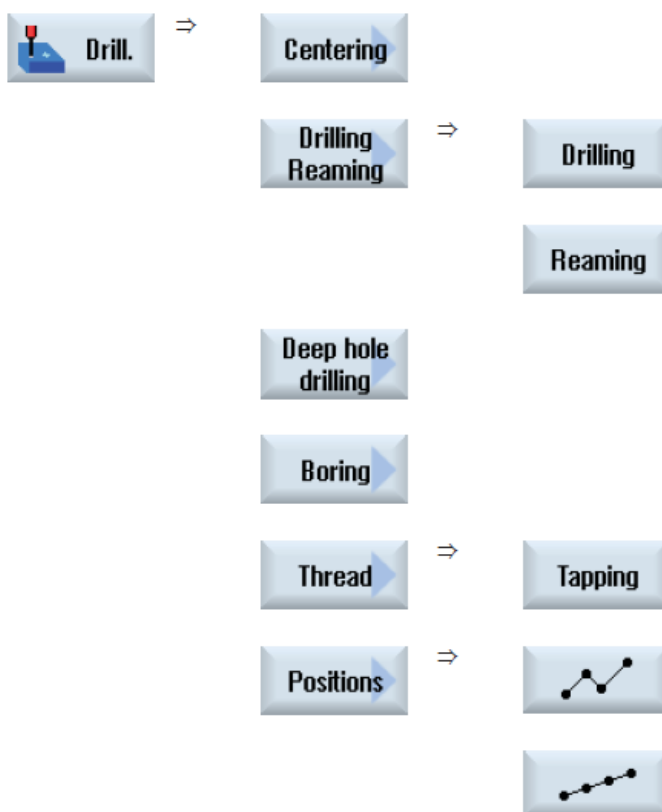 Drill.
⇒
Centering
Drilling
Reaming
⇒
Drilling
Reaming
Deep hole
drilling
Boring
Thread
⇒
Tapping
Positions
⇒